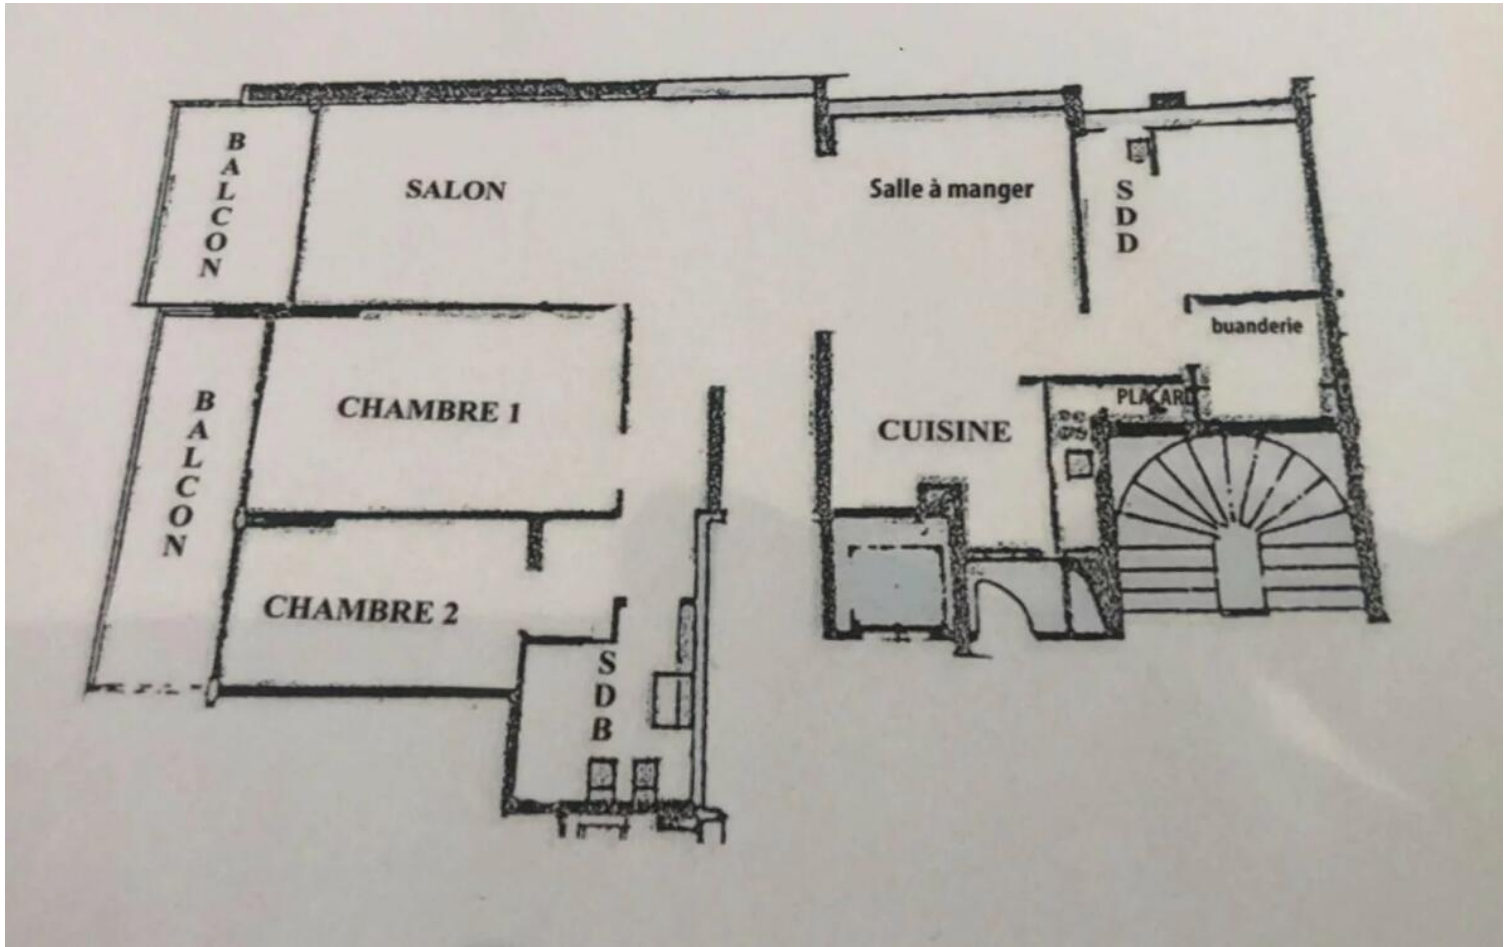 BALCON
SALON
Salle à manger
SDD
buanderie
BALCON
CHAMBRE 1
PLACARD
CUISINE
CHAMBRE 2
SDB